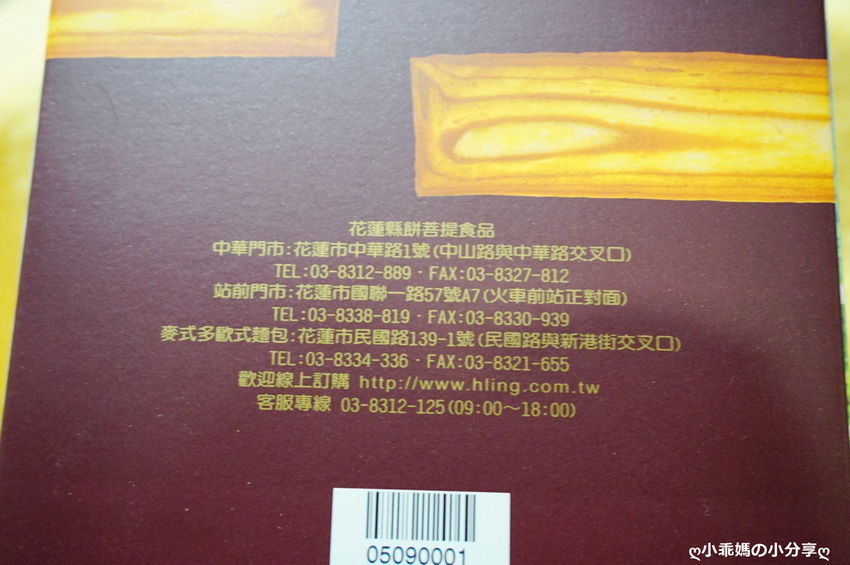 花蓮縣餅菩提食品
中華門市:花蓮市中華路1號(中山路與中華路交叉口)
TEL:03-8312-889·FAX:03-8327-812
站前門市:花蓮市國聯一路57號A7(火車前站正對面)
TEL:03-8338-819·FAX:03-8330-939
麥式多歐式麵包:花蓮市民國路139-1號(民國路與新港街交叉口)
TEL:03-8334-336·FAX:03-8321-655
歡迎線上訂購 http://www.hling.com.tw
客服專線 03-8312-125(09:00～18:00)
05090001
ღ小乖媽の小分享ღ